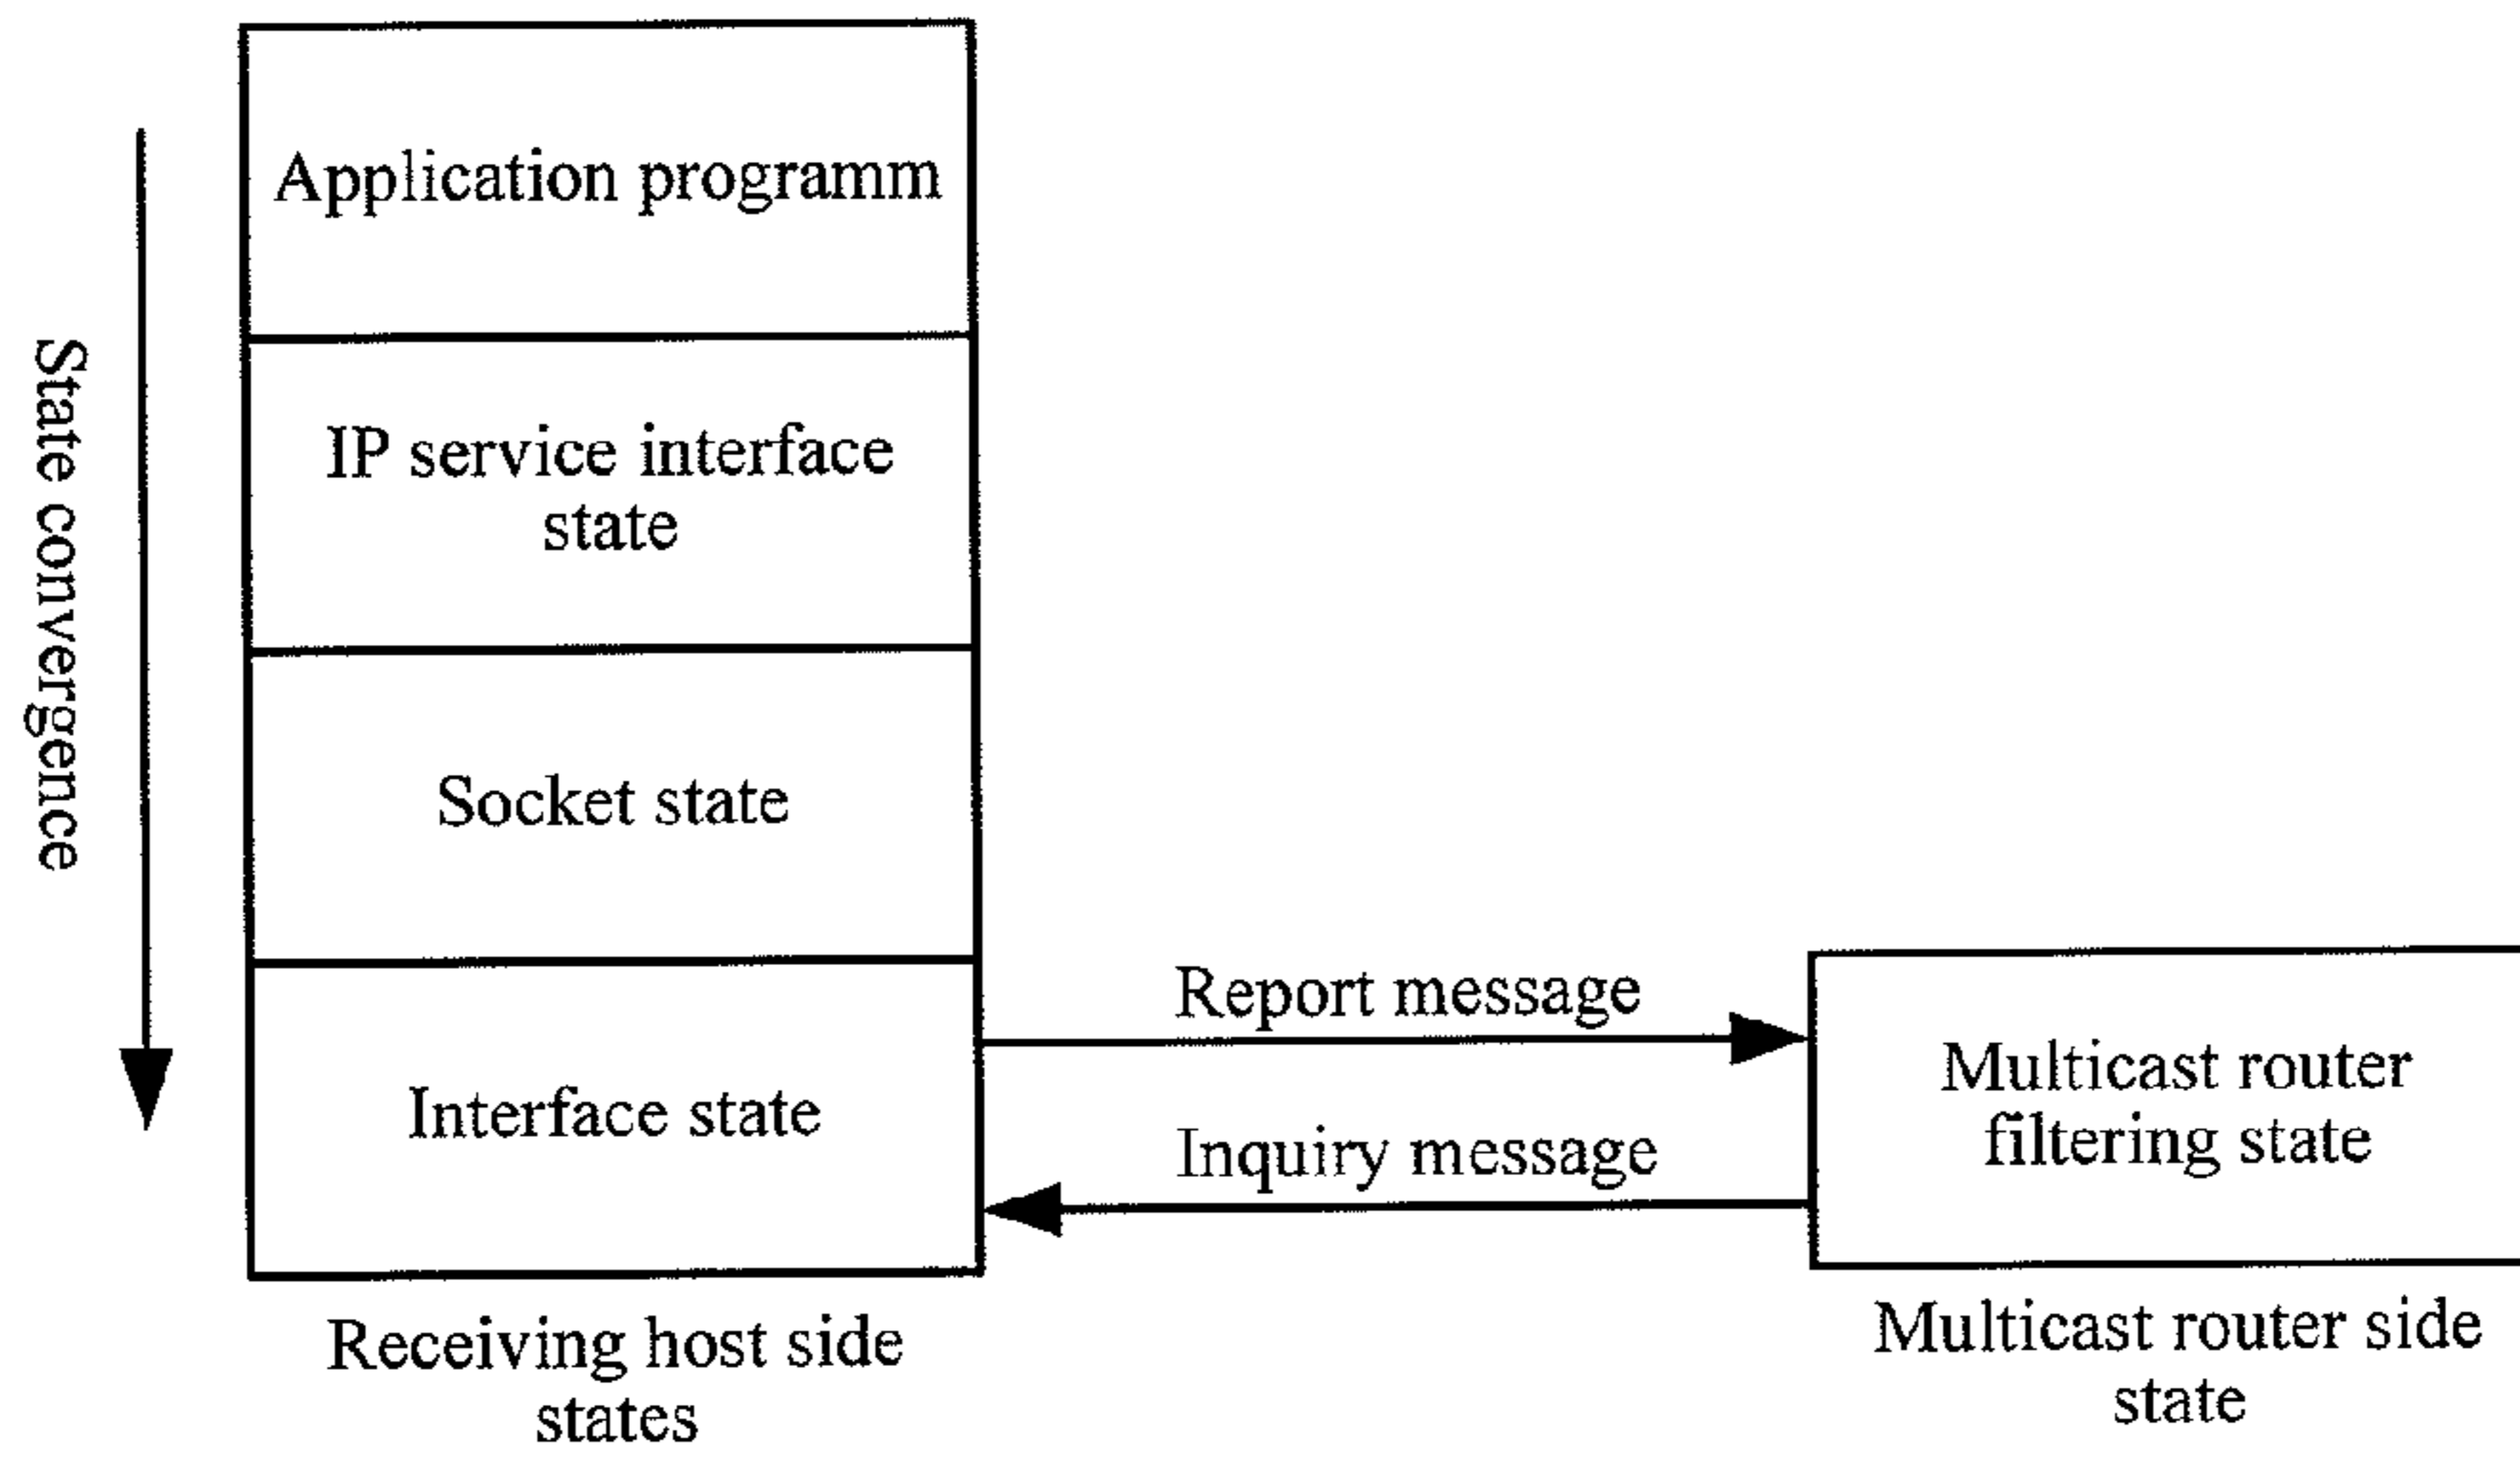 State convergence
Application programm
IP service interface
state
Socket state
Interface state
Report message
Inquiry message
Multicast router
filtering state
Receiving host side
states
Multicast router side
state